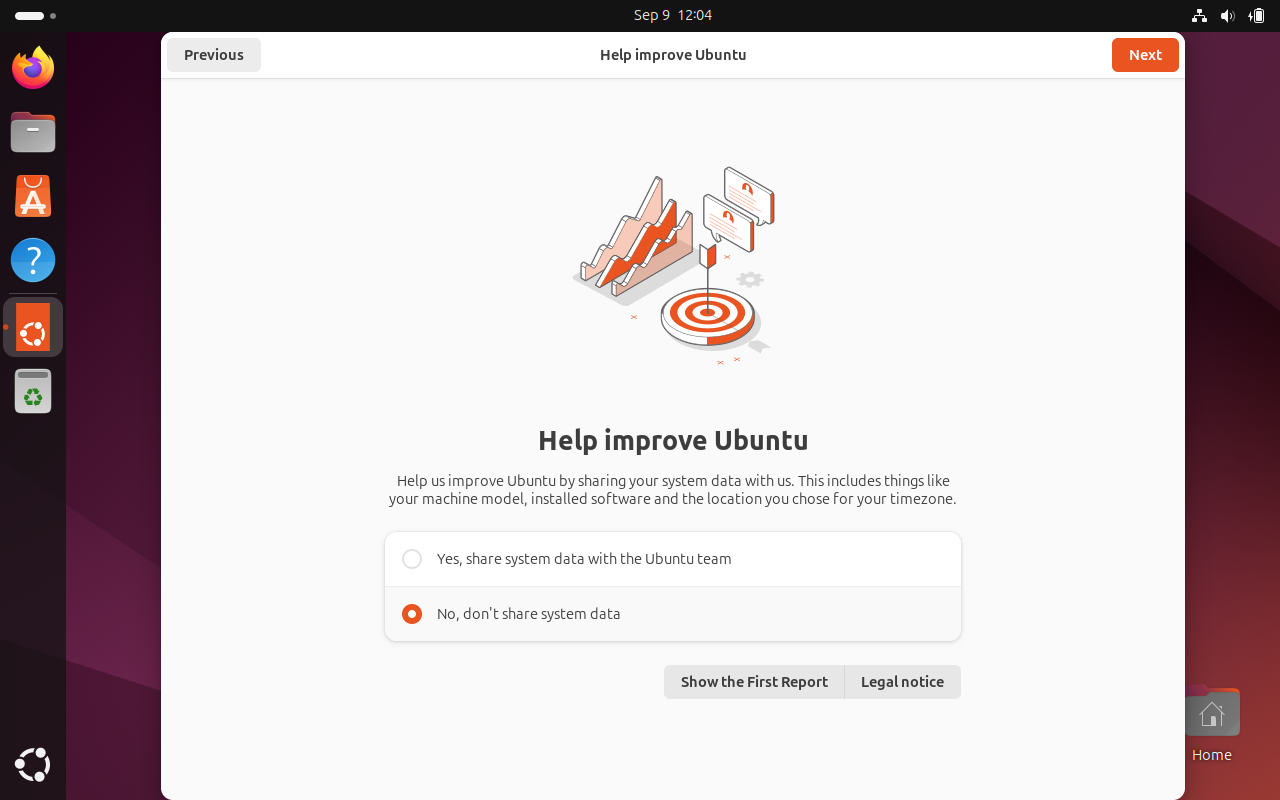 Sep 9 12:04
Previous
Help improve Ubuntu
Next
Help improve Ubuntu
Help us improve Ubuntu by sharing your system data with us. This includes things like
your machine model, installed software and the location you chose for your timezone.
Yes, share system data with the Ubuntu team
No, don't share system data
Show the First Report
Legal notice
Home